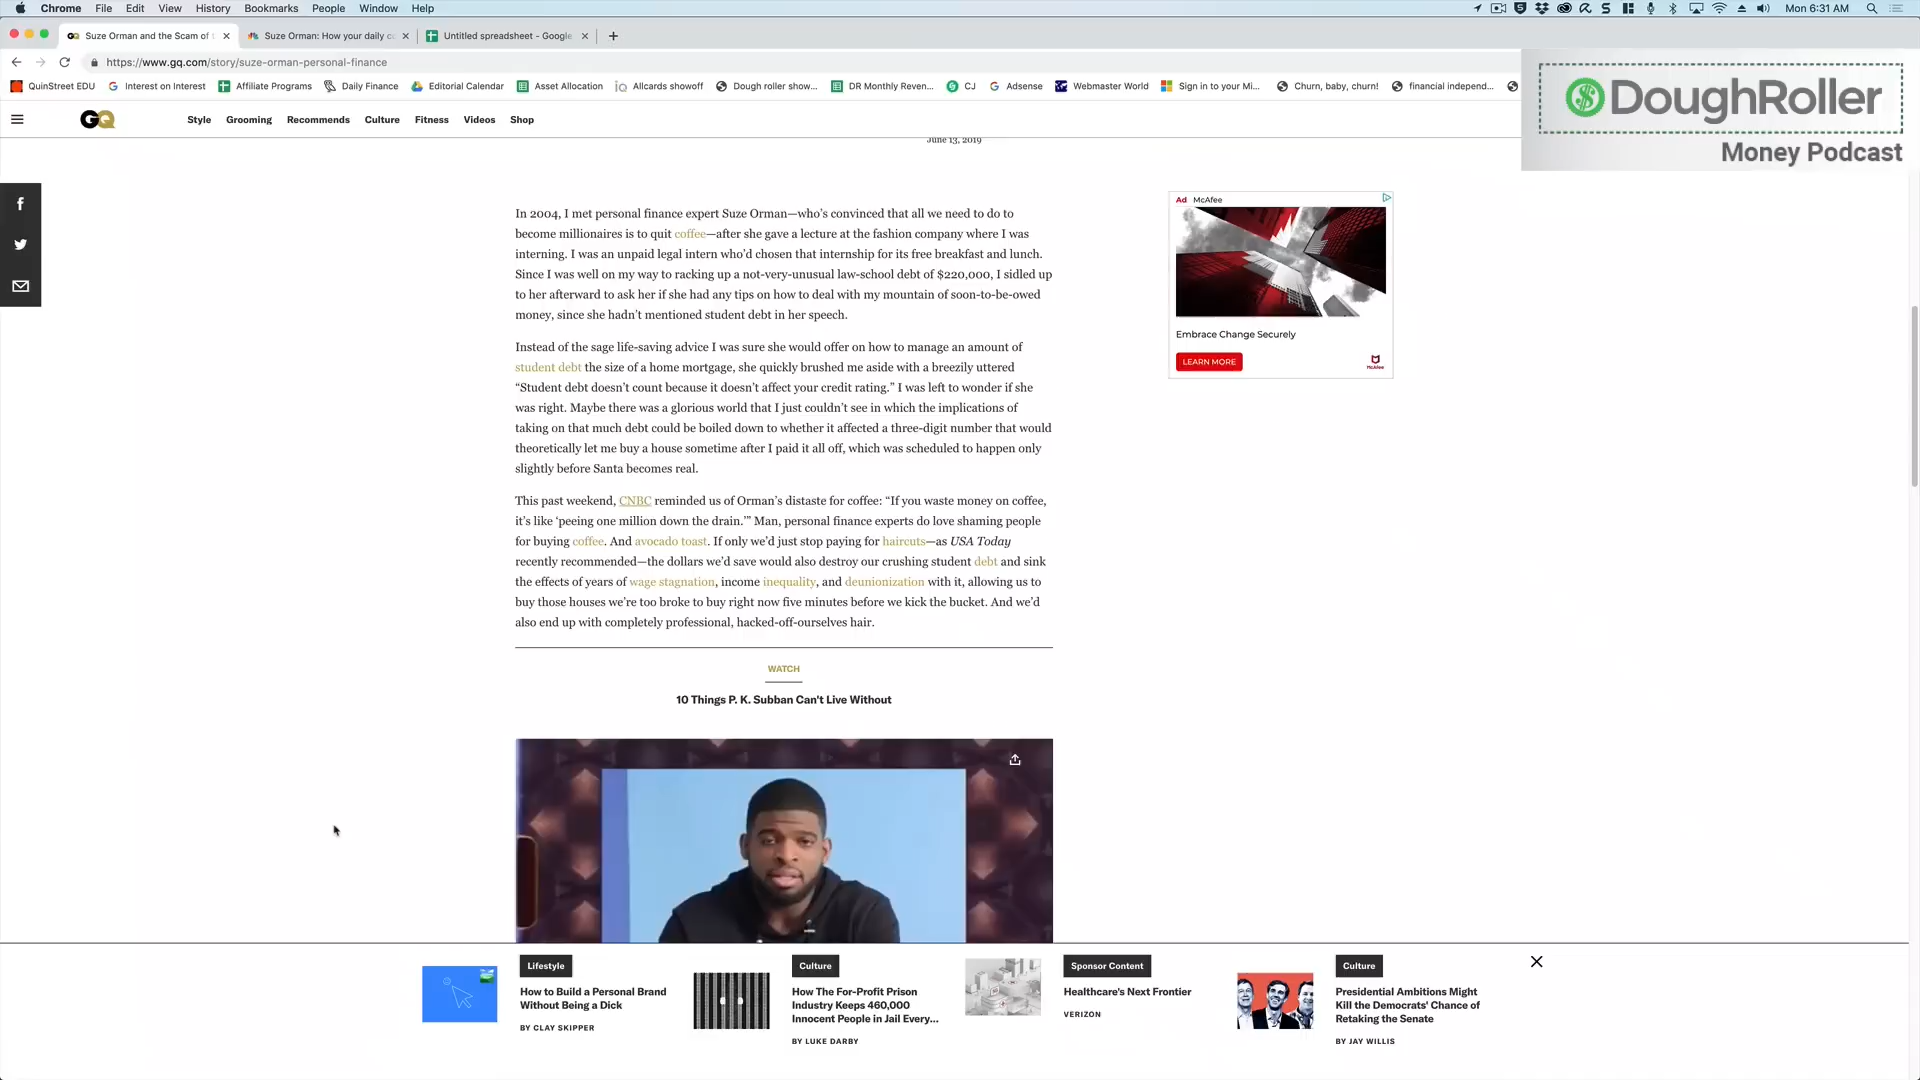 Chrome File Edit View History Bookmarks People Window Help
Mon 6:31 AM
Suze Orman and the Scam of
Suze Orman: How your daily c
Untitled spreadsheet - Google
https://www.gq.com/story/suze-orman-personal-finance
QuinStreet EDU Interest on Interest Affiliate Programs Daily Finance Editorial Calendar Asset Allocation Allcards showoff Dough roller show... DR Monthly Reven... CJ Adsense Webmaster World Sign in to your Mi... Churn, baby, churn! financial independ...
DoughRoller
Money Podcast
GQ
Style Grooming Recommends Culture Fitness Videos Shop
June 13, 2019
In 2004, I met personal finance expert Suze Orman—who's convinced that all we need to do to
become millionaires is to quit coffee—after she gave a lecture at the fashion company where I was
interning. I was an unpaid legal intern who'd chosen that internship for its free breakfast and lunch.
Since I was well on my way to racking up a not-very-unusual law-school debt of $220,000, I sidled up
to her afterward to ask her if she had any tips on how to deal with my mountain of soon-to-be-owed
money, since she hadn't mentioned student debt in her speech.
Instead of the sage life-saving advice I was sure she would offer on how to manage an amount of
student debt the size of a home mortgage, she quickly brushed me aside with a breezily uttered
“Student debt doesn't count because it doesn't affect your credit rating.” I was left to wonder if she
was right. Maybe there was a glorious world that I just couldn't see in which the implications of
taking on that much debt could be boiled down to whether it affected a three-digit number that would
theoretically let me buy a house sometime after I paid it all off, which was scheduled to happen only
slightly before Santa becomes real.
This past weekend, CNBC reminded us of Orman's distaste for coffee: “If you waste money on coffee,
it's like ‘peeing one million down the drain.’” Man, personal finance experts do love shaming people
for buying coffee. And avocado toast. If only we'd just stop paying for haircuts—as USA Today
recently recommended—the dollars we'd save would also destroy our crushing student debt and sink
the effects of years of wage stagnation, income inequality, and deunionization with it, allowing us to
buy those houses we're too broke to buy right now five minutes before we kick the bucket. And we'd
also end up with completely professional, hacked-off-ourselves hair.
Ad McAfee
Embrace Change Securely
LEARN MORE
McAfee
WATCH
10 Things P. K. Subban Can't Live Without
Lifestyle
How to Build a Personal Brand
Without Being a Dick
BY CLAY SKIPPER
Culture
How The For-Profit Prison
Industry Keeps 460,000
Innocent People in Jail Every...
BY LUKE DARBY
Sponsor Content
Healthcare's Next Frontier
VERIZON
Culture
Presidential Ambitions Might
Kill the Democrats' Chance of
Retaking the Senate
BY JAY WILLIS